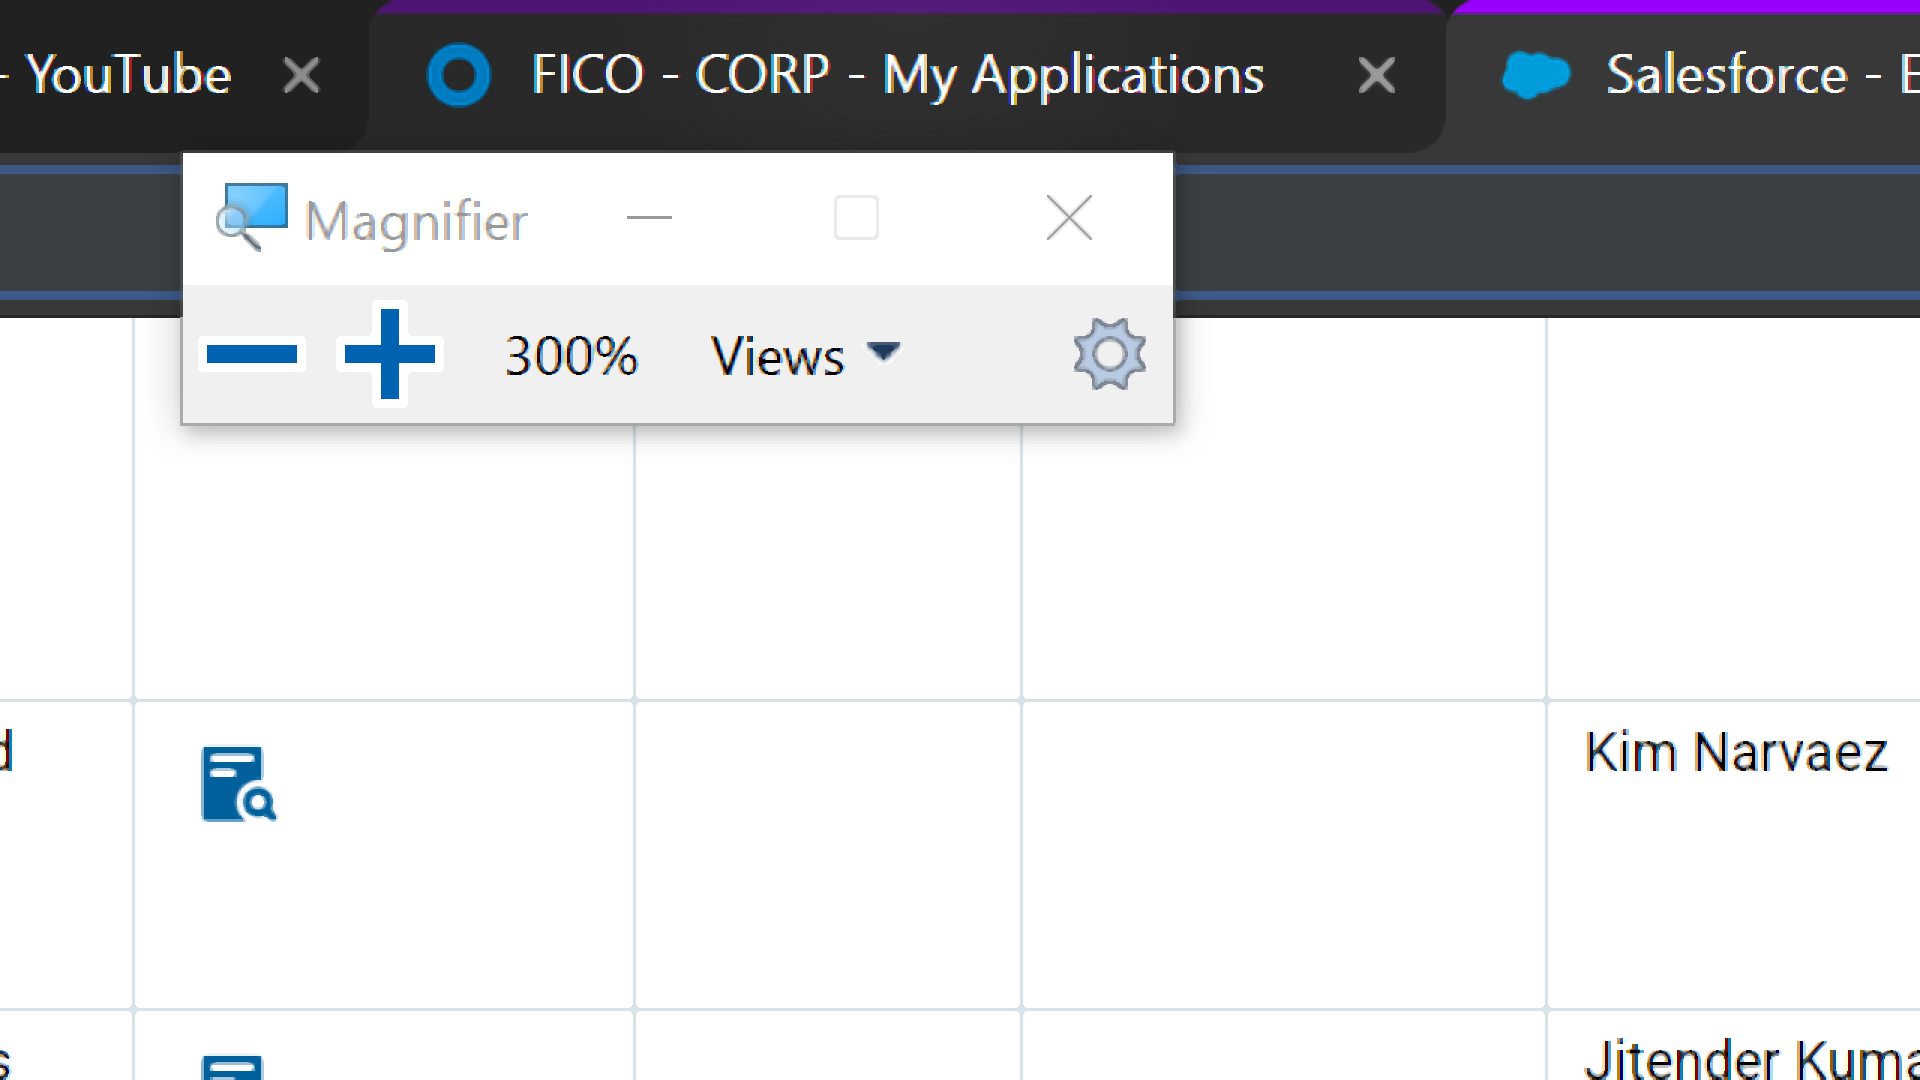 - YouTube
FICO - CORP - My Applications
Salesforce - E
Magnifier
300%
Views
d
Kim Narvaez
s
Jitender Kuma